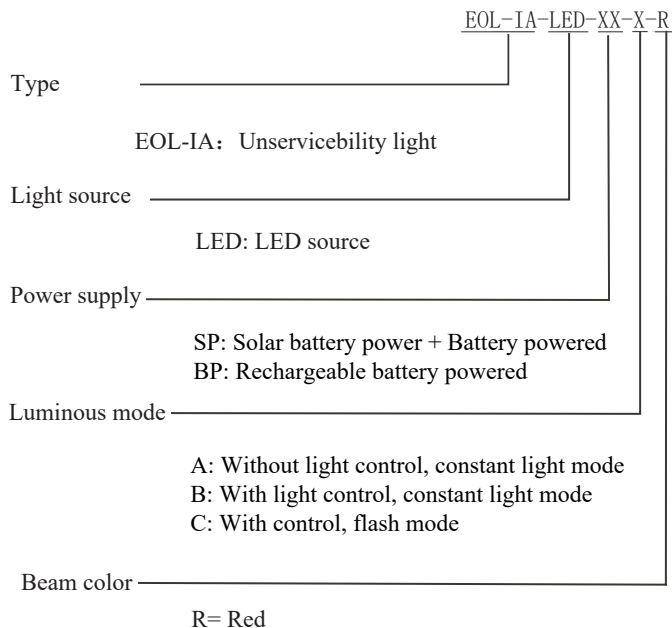 EOL-IA-LED-XX-X-R
Type
EOL-IA：Unservicebility light
Light source
LED: LED source
Power supply
SP: Solar battery power + Battery powered
BP: Rechargeable battery powered
Luminous mode
A: Without light control, constant light mode
B: With light control, constant light mode
C: With control, flash mode
Beam color
R= Red